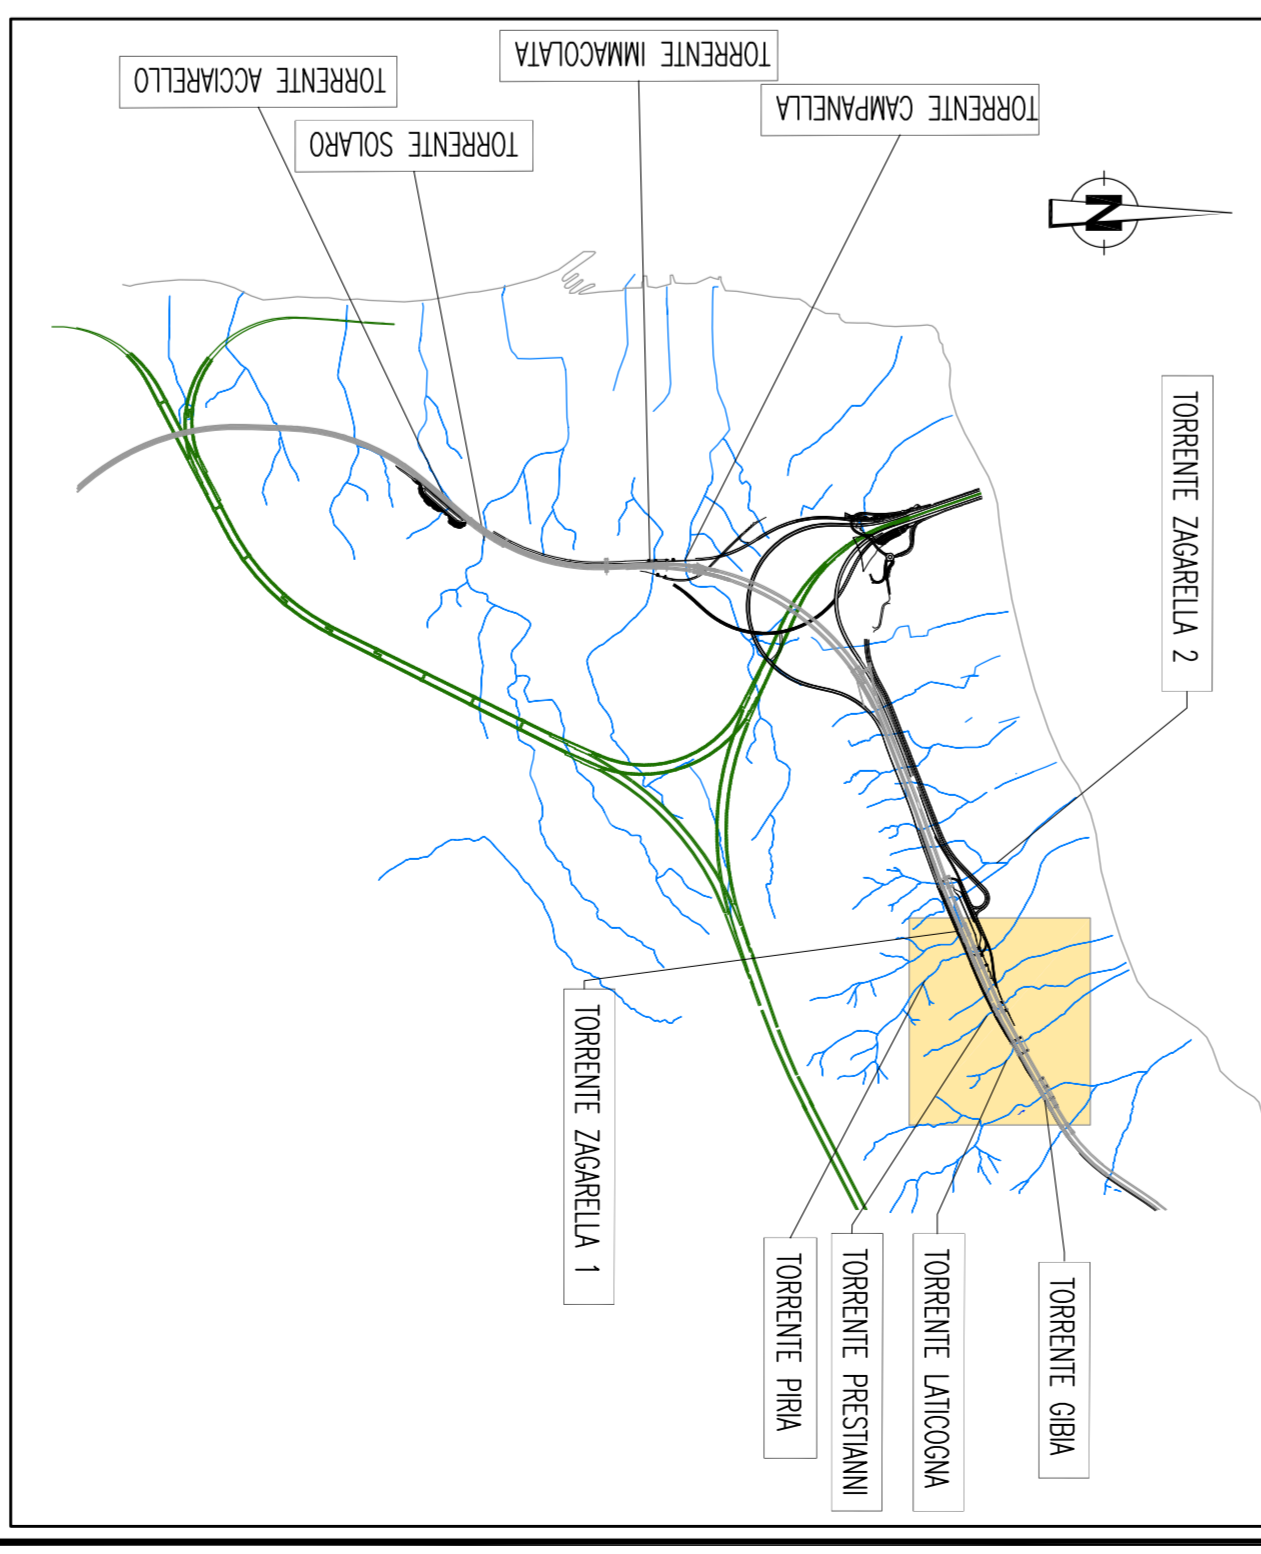 TORRENTE IMMACOLATA
TORRENTE ACCIARELLO
TORRENTE CAMPANELLA
TORRENTE SOLARO
N
TORRENTE ZAGARELLA 2
TORRENTE ZAGARELLA 1
TORRENTE PIRIA
TORRENTE PRESTIANNI
TORRENTE LATICOGNA
TORRENTE GIBIA